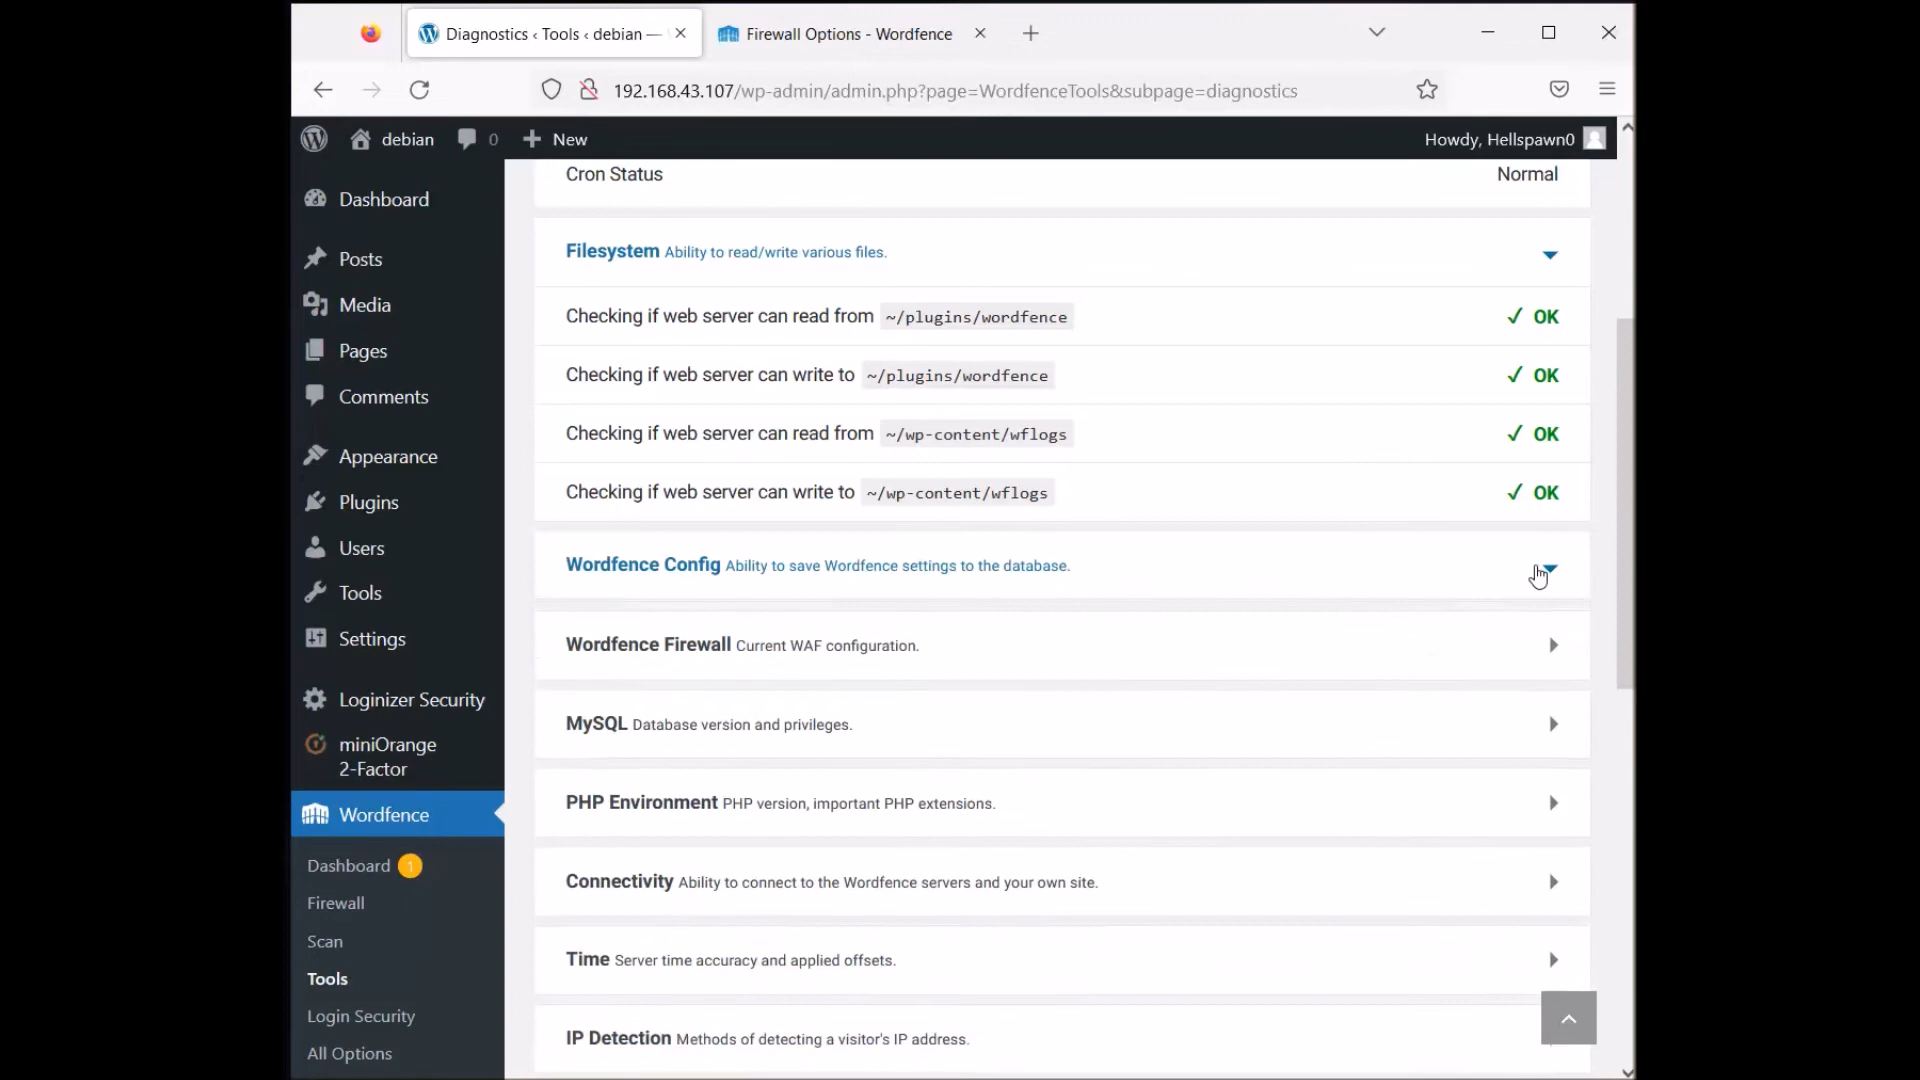 Diagnostics ‹ Tools ‹ debian —
Firewall Options - Wordfence
192.168.43.107/wp-admin/admin.php?page=WordfenceTools&subpage=diagnostics
debian
0
New
Howdy, Hellspawn0
Dashboard
Posts
Media
Pages
Comments
Appearance
Plugins
Users
Tools
Settings
Loginizer Security
miniOrange
2-Factor
Wordfence
Dashboard 1
Firewall
Scan
Tools
Login Security
All Options
Cron Status Normal
Filesystem Ability to read/write various files.
Checking if web server can read from ~/plugins/wordfence ✓ OK
Checking if web server can write to ~/plugins/wordfence ✓ OK
Checking if web server can read from ~/wp-content/wflogs ✓ OK
Checking if web server can write to ~/wp-content/wflogs ✓ OK
Wordfence Config Ability to save Wordfence settings to the database.
Wordfence Firewall Current WAF configuration.
MySQL Database version and privileges.
PHP Environment PHP version, important PHP extensions.
Connectivity Ability to connect to the Wordfence servers and your own site.
Time Server time accuracy and applied offsets.
IP Detection Methods of detecting a visitor's IP address.